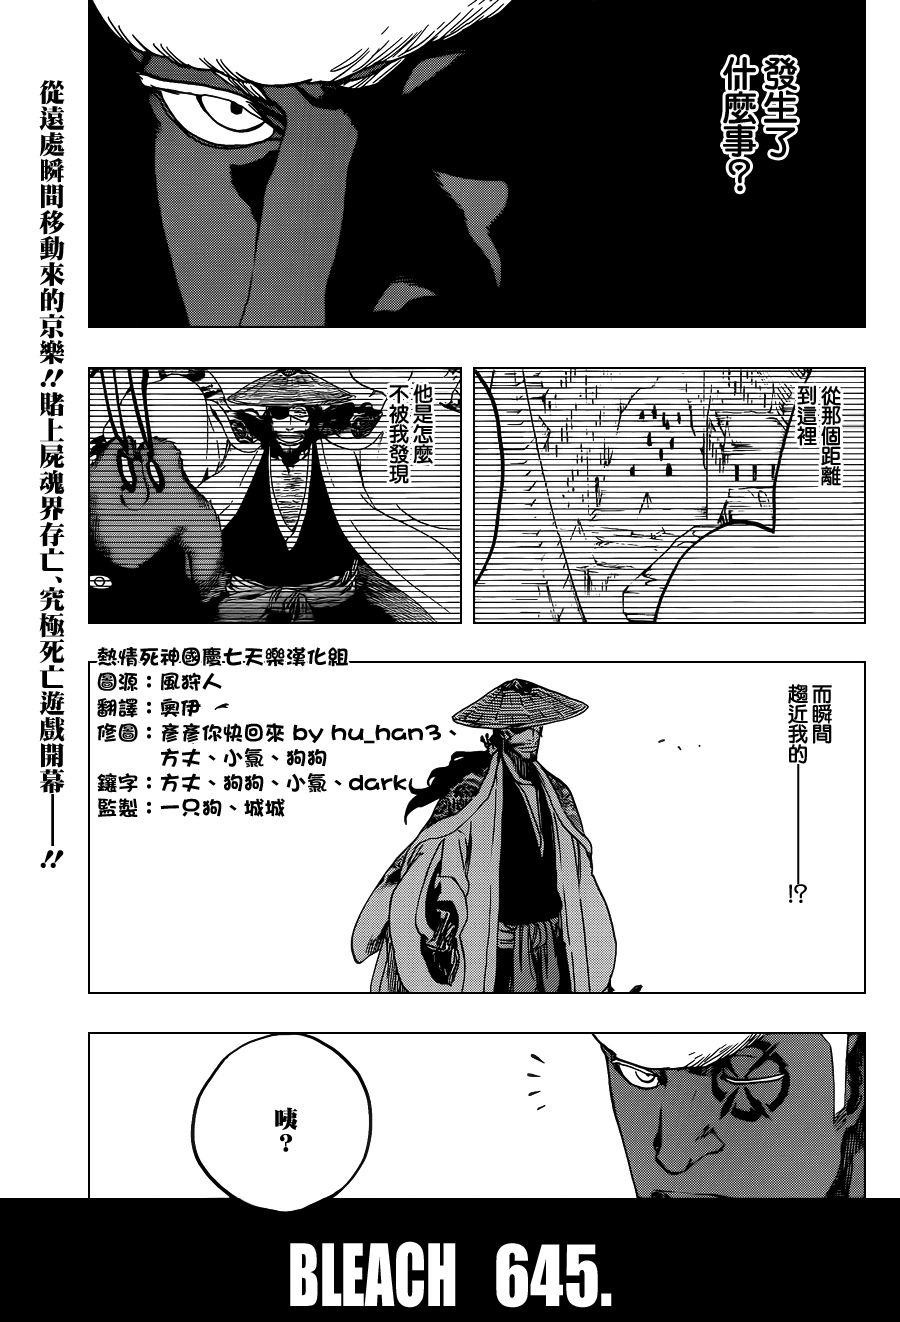 發生了
什麼事?
從遠處瞬間移動來的京樂!!賭上屍魂界存亡、究極死亡遊戲開幕——!!
從那個距離
到這裡
他是怎麼
不被我發現
熱情死神國慶七天樂漢化組
圖源：風狩人
翻譯：奧伊
修圖：彥彥你快回來 by hu_han3、
方丈、小氯、狗狗
鑲字：方丈、狗狗、小氯、dark
監製：一只狗、城城
而瞬間
趨近我的——!?
咦?
BLEACH 645.